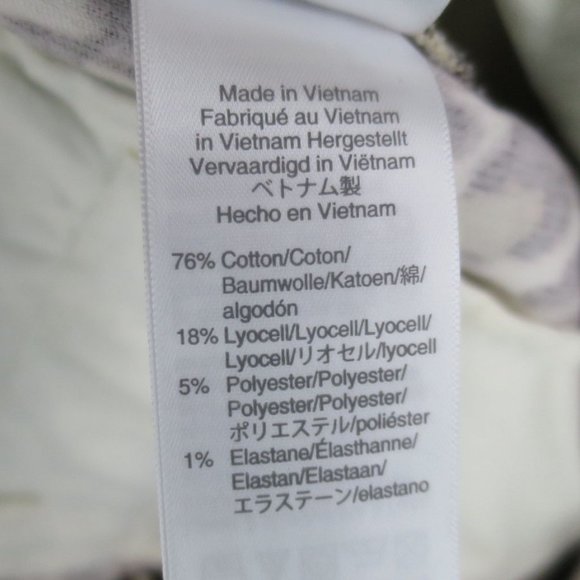 Made in Vietnam
Fabriqué au Vietnam
in Vietnam Hergestellt
Vervaardigd in Viëtnam
ベトナム製
Hecho en Vietnam
76% Cotton/Coton/
Baumwolle/Katoen/綿/
algodón
18% Lyocell/Lyocell/Lyocell/
Lyocell/リオセル/lyocell
5% Polyester/Polyester/
Polyester/Polyester/
ポリエステル/poliéster
1% Elastane/Élasthanne/
Elastan/Elastaan/
エラステーン/elastano